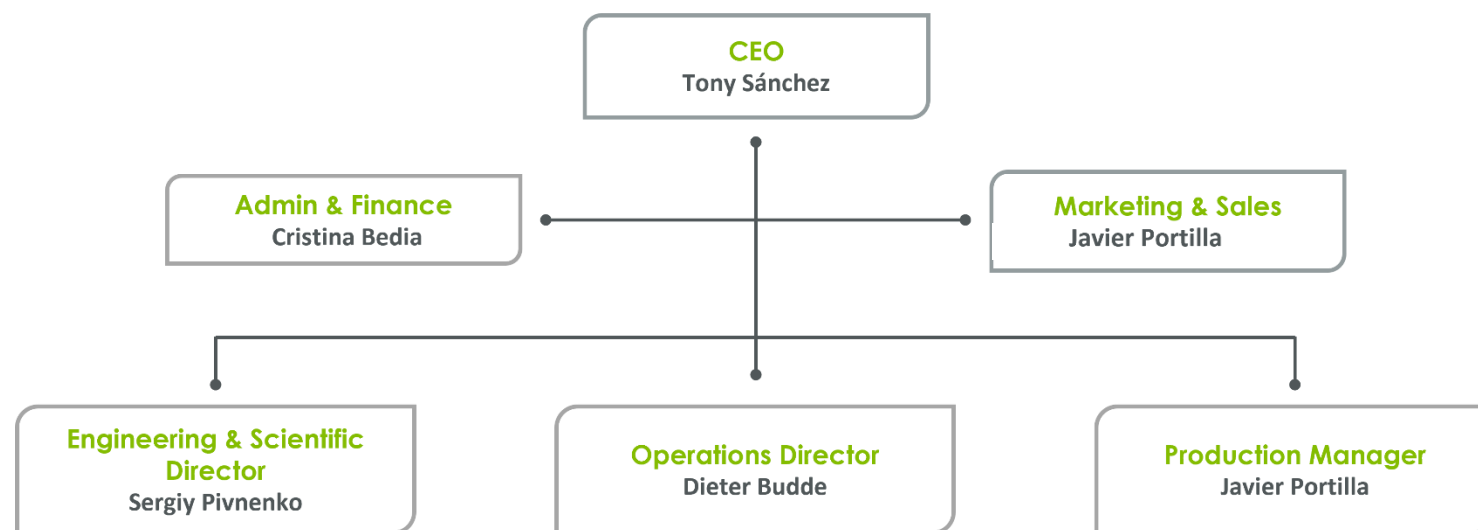 CEO
Tony Sánchez
Admin & Finance
Cristina Bedia
Marketing & Sales
Javier Portilla
Engineering & Scientific
Director
Sergiy Pivnenko
Operations Director
Dieter Budde
Production Manager
Javier Portilla